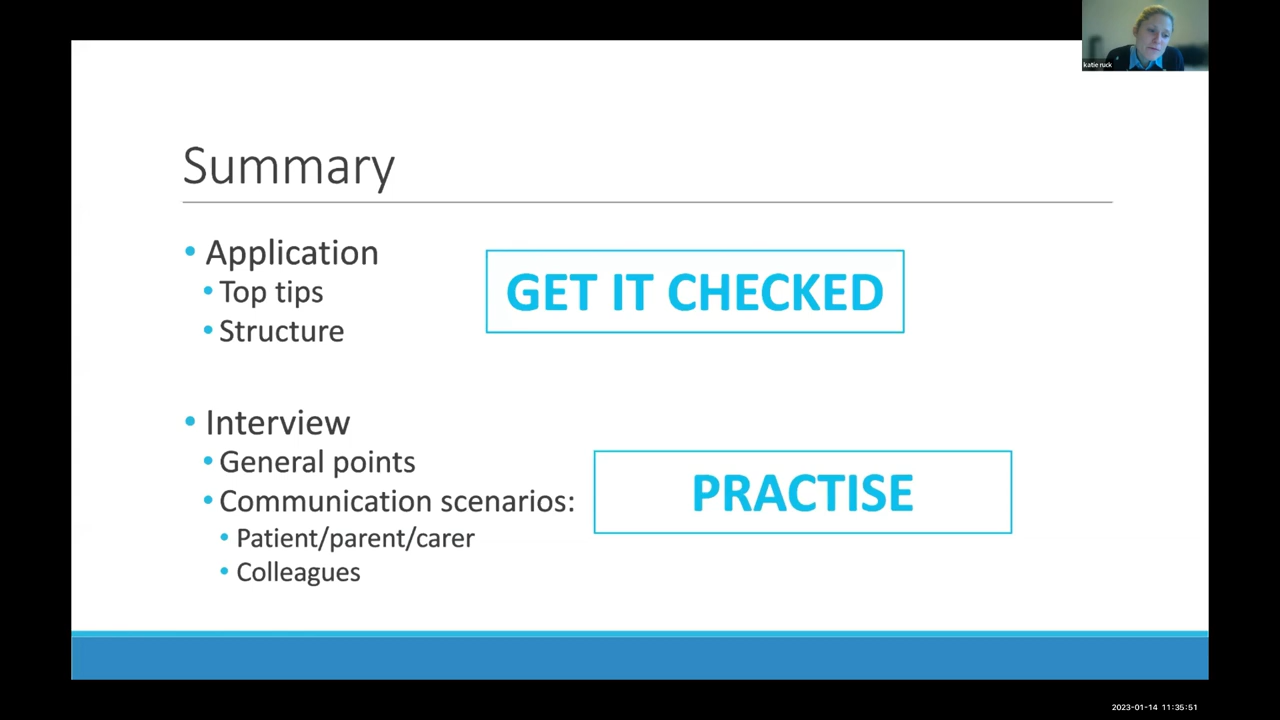 katie ruck
Summary
• Application
• Top tips
• Structure
GET IT CHECKED
• Interview
• General points
• Communication scenarios:
• Patient/parent/carer
• Colleagues
PRACTISE
2023-01-14 11:35:51